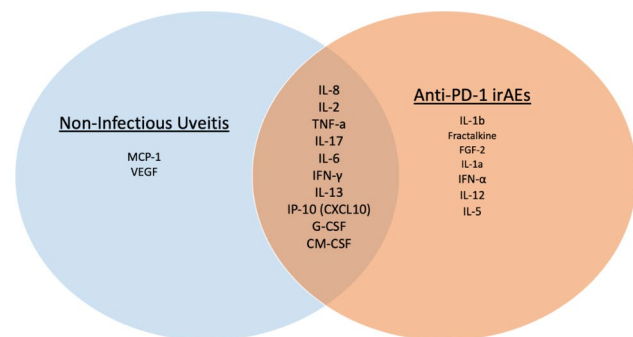 Non-Infectious Uveitis
MCP-1
VEGF
IL-8
IL-2
TNF-a
IL-17
IL-6
IFN-γ
IL-13
IP-10 (CXCL10)
G-CSF
CM-CSF
Anti-PD-1 irAEs
IL-1b
Fractalkine
FGF-2
IL-1a
IFN-α
IL-12
IL-5